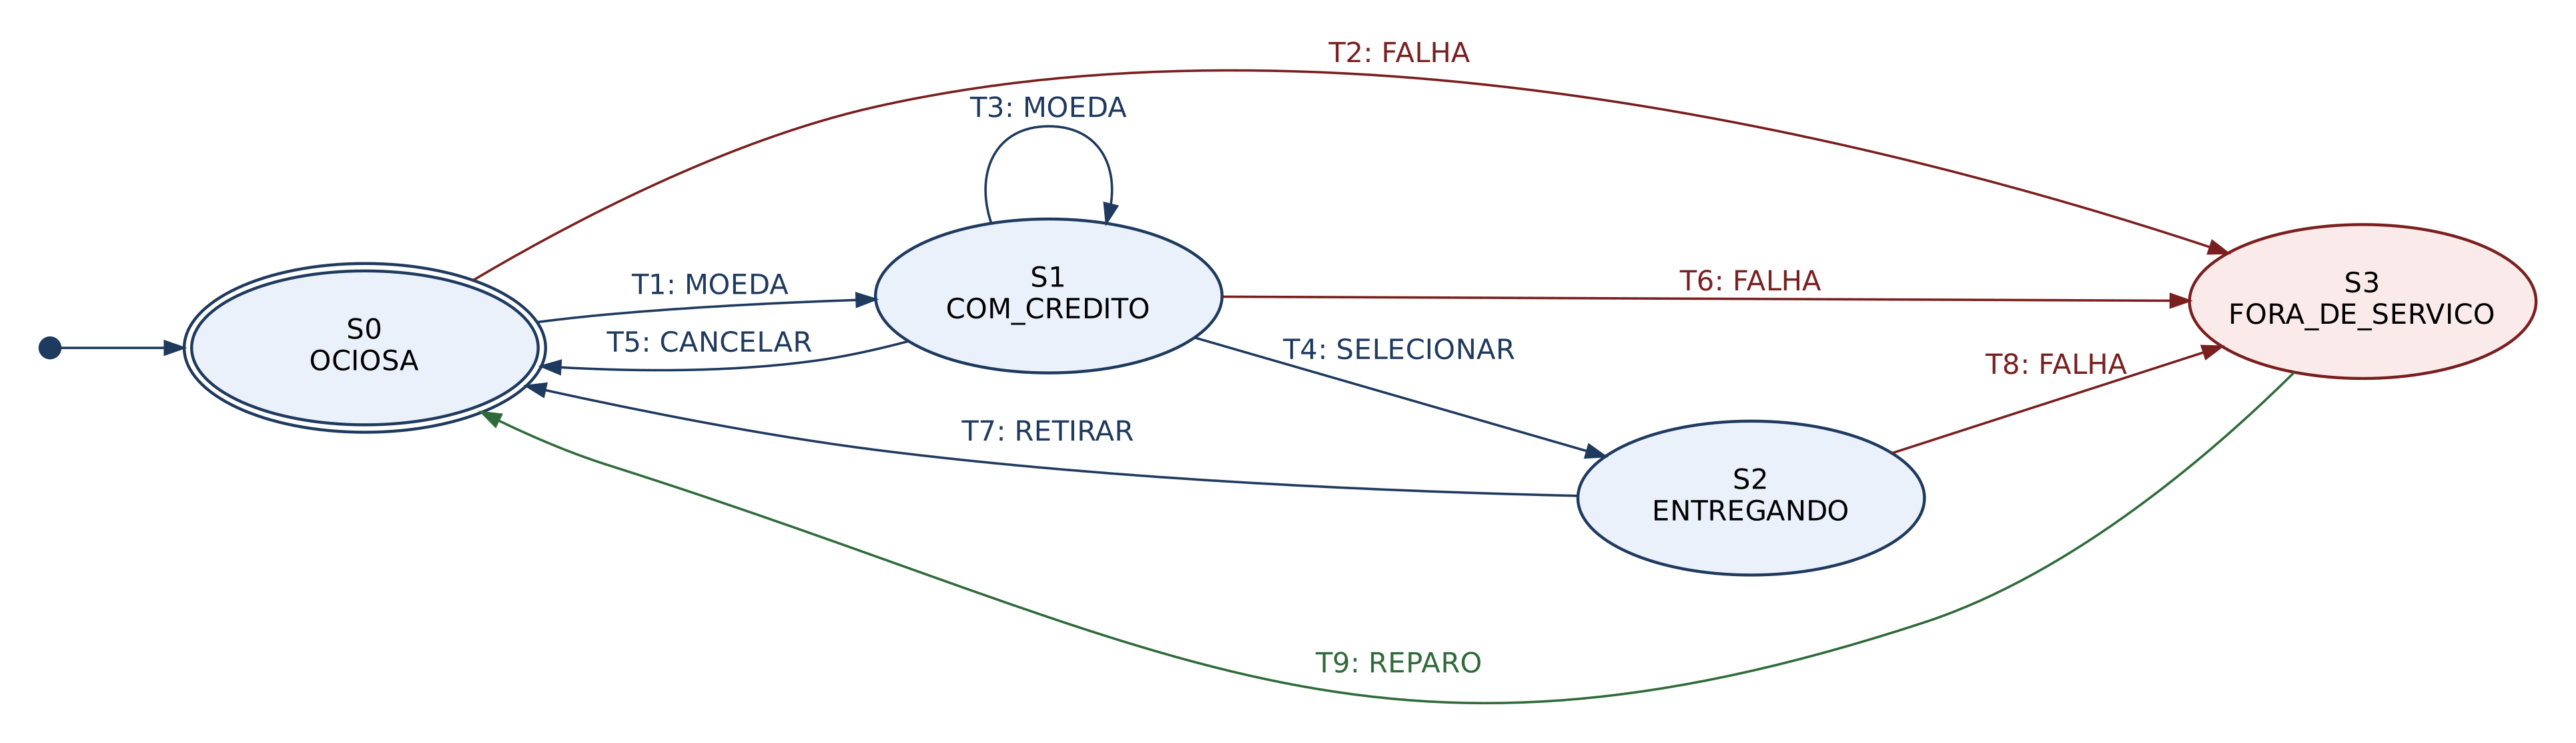 T2: FALHA
T3: MOEDA
S1
COM_CREDITO
T6: FALHA
S3
FORA_DE_SERVICO
T1: MOEDA
S0
OCIOSA
T5: CANCELAR
T4: SELECIONAR
T8: FALHA
T7: RETIRAR
S2
ENTREGANDO
T9: REPARO